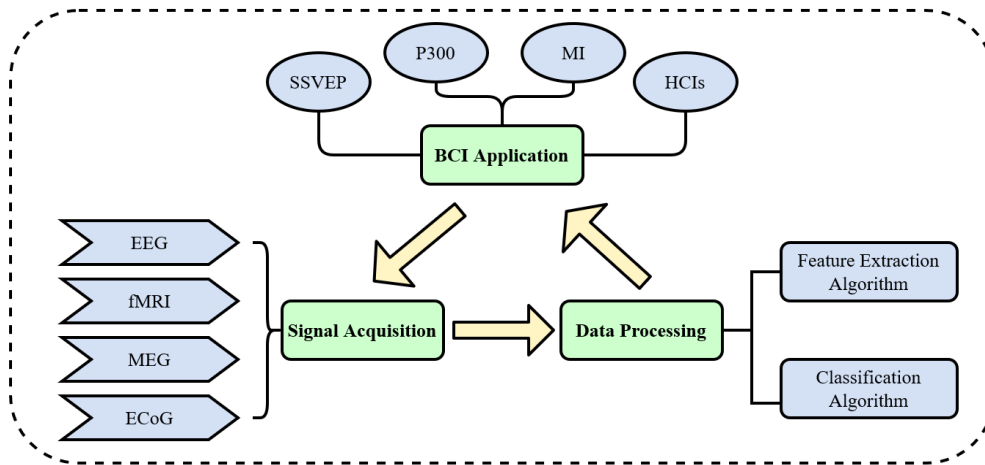 P300
MI
SSVEP
HCIs
BCI Application
EEG
fMRI
MEG
ECoG
Signal Acquisition
Data Processing
Feature Extraction
Algorithm
Classification
Algorithm